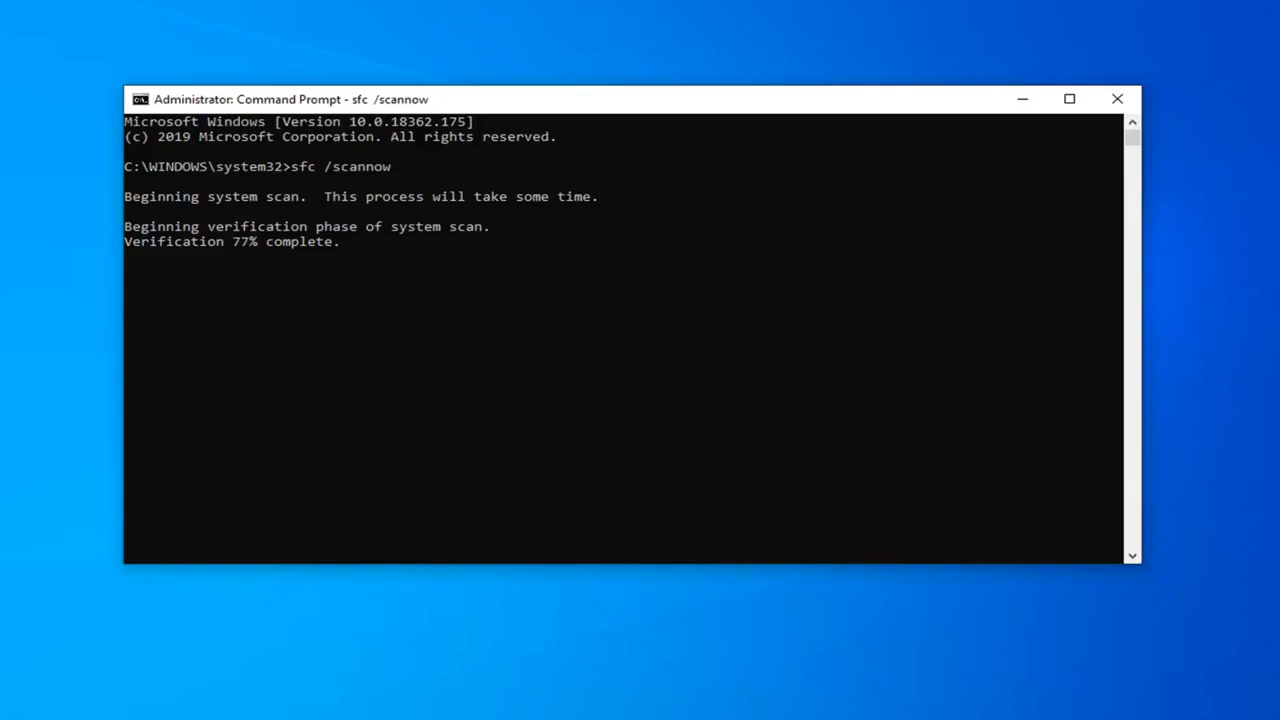 Administrator: Command Prompt - sfc  /scannow
Microsoft Windows [Version 10.0.18362.175]
(c) 2019 Microsoft Corporation. All rights reserved.
C:\WINDOWS\system32>sfc /scannow
Beginning system scan.  This process will take some time.
Beginning verification phase of system scan.
Verification 77% complete.